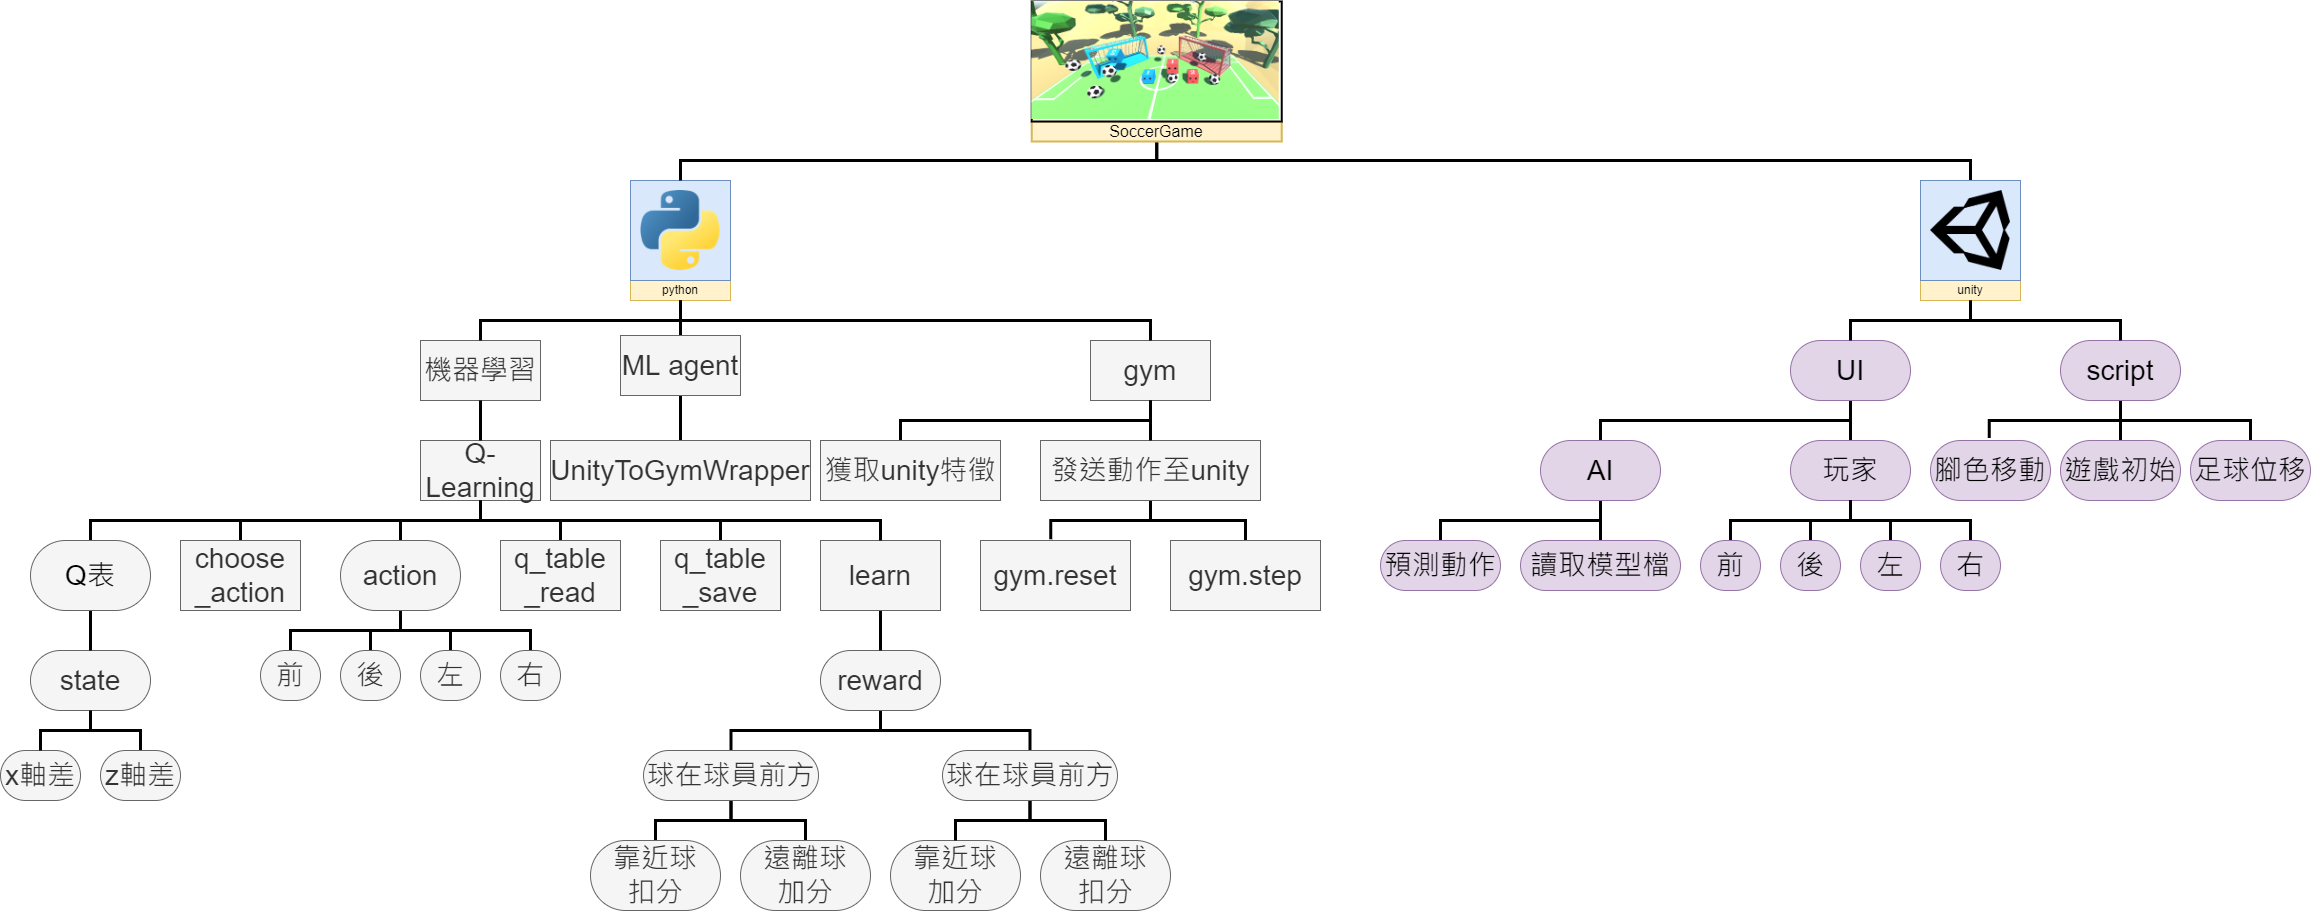 SoccerGame
python
unity
機器學習
ML agent
gym
UI
script
Q-
Learning
UnityToGymWrapper
獲取unity特徵
發送動作至unity
AI
玩家
腳色移動
遊戲初始
足球位移
Q表
choose
_action
action
q_table
_read
q_table
_save
learn
gym.reset
gym.step
預測動作
讀取模型檔
前
後
左
右
state
前
後
左
右
reward
x軸差
z軸差
球在球員前方
球在球員前方
靠近球
扣分
遠離球
加分
靠近球
加分
遠離球
扣分